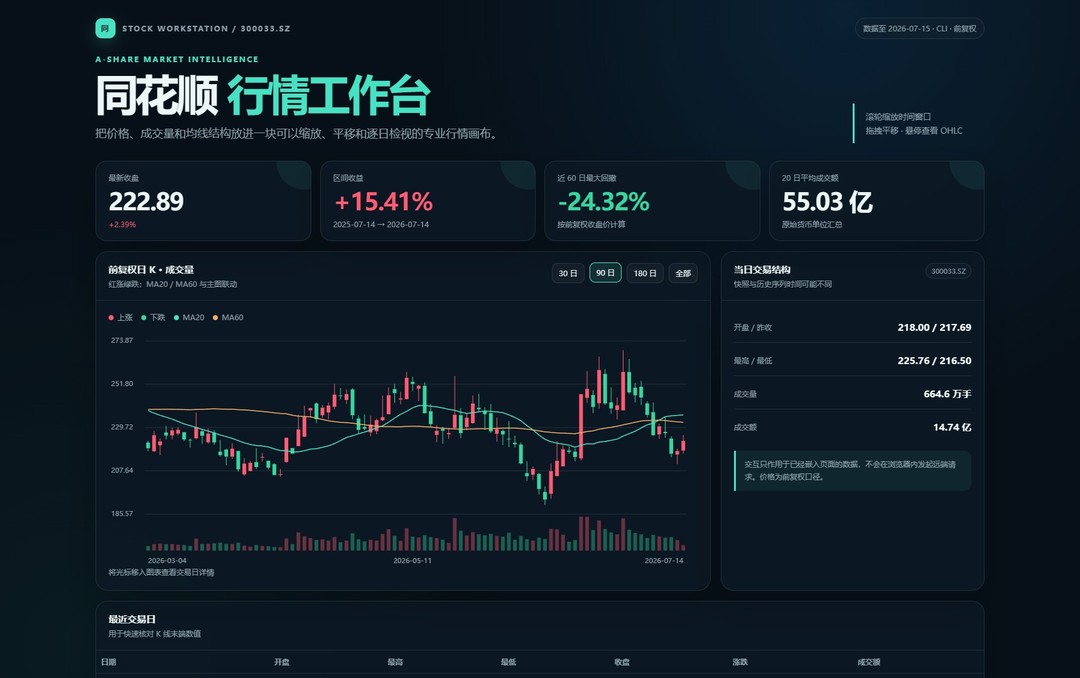 同 STOCK WORKSTATION / 300033.SZ
数据至 2026-07-15 · CLI · 前复权
A-SHARE MARKET INTELLIGENCE
同花顺 行情工作台
把价格、成交量和均线结构放进一块可以缩放、平移和逐日检视的专业行情画布。
滚轮缩放时间窗口
拖拽平移 · 悬停查看 OHLC
最新收盘
222.89
+2.39%
区间收益
+15.41%
2025-07-14 → 2026-07-14
近 60 日最大回撤
-24.32%
按前复权收盘价计算
20 日平均成交额
55.03 亿
原始货币单位汇总
前复权日 K · 成交量
红涨绿跌；MA20 / MA60 与主图联动
30 日
90 日
180 日
全部
上涨 下跌 MA20 MA60
273.87
251.80
229.72
207.64
185.57
2026-03-04
2026-05-11
2026-07-14
将光标移入图表查看交易日详情
当日交易结构
300033.SZ
快照与历史序列时间可能不同
开盘 / 昨收 218.00 / 217.69
最高 / 最低 225.76 / 216.50
成交量 664.6 万手
成交额 14.74 亿
交互只作用于已经嵌入页面的数据，不会在浏览器内发起远端请
求。价格为前复权口径。
最近交易日
用于快速核对 K 线末端数值
日期 开盘 最高 最低 收盘 涨跌 成交额